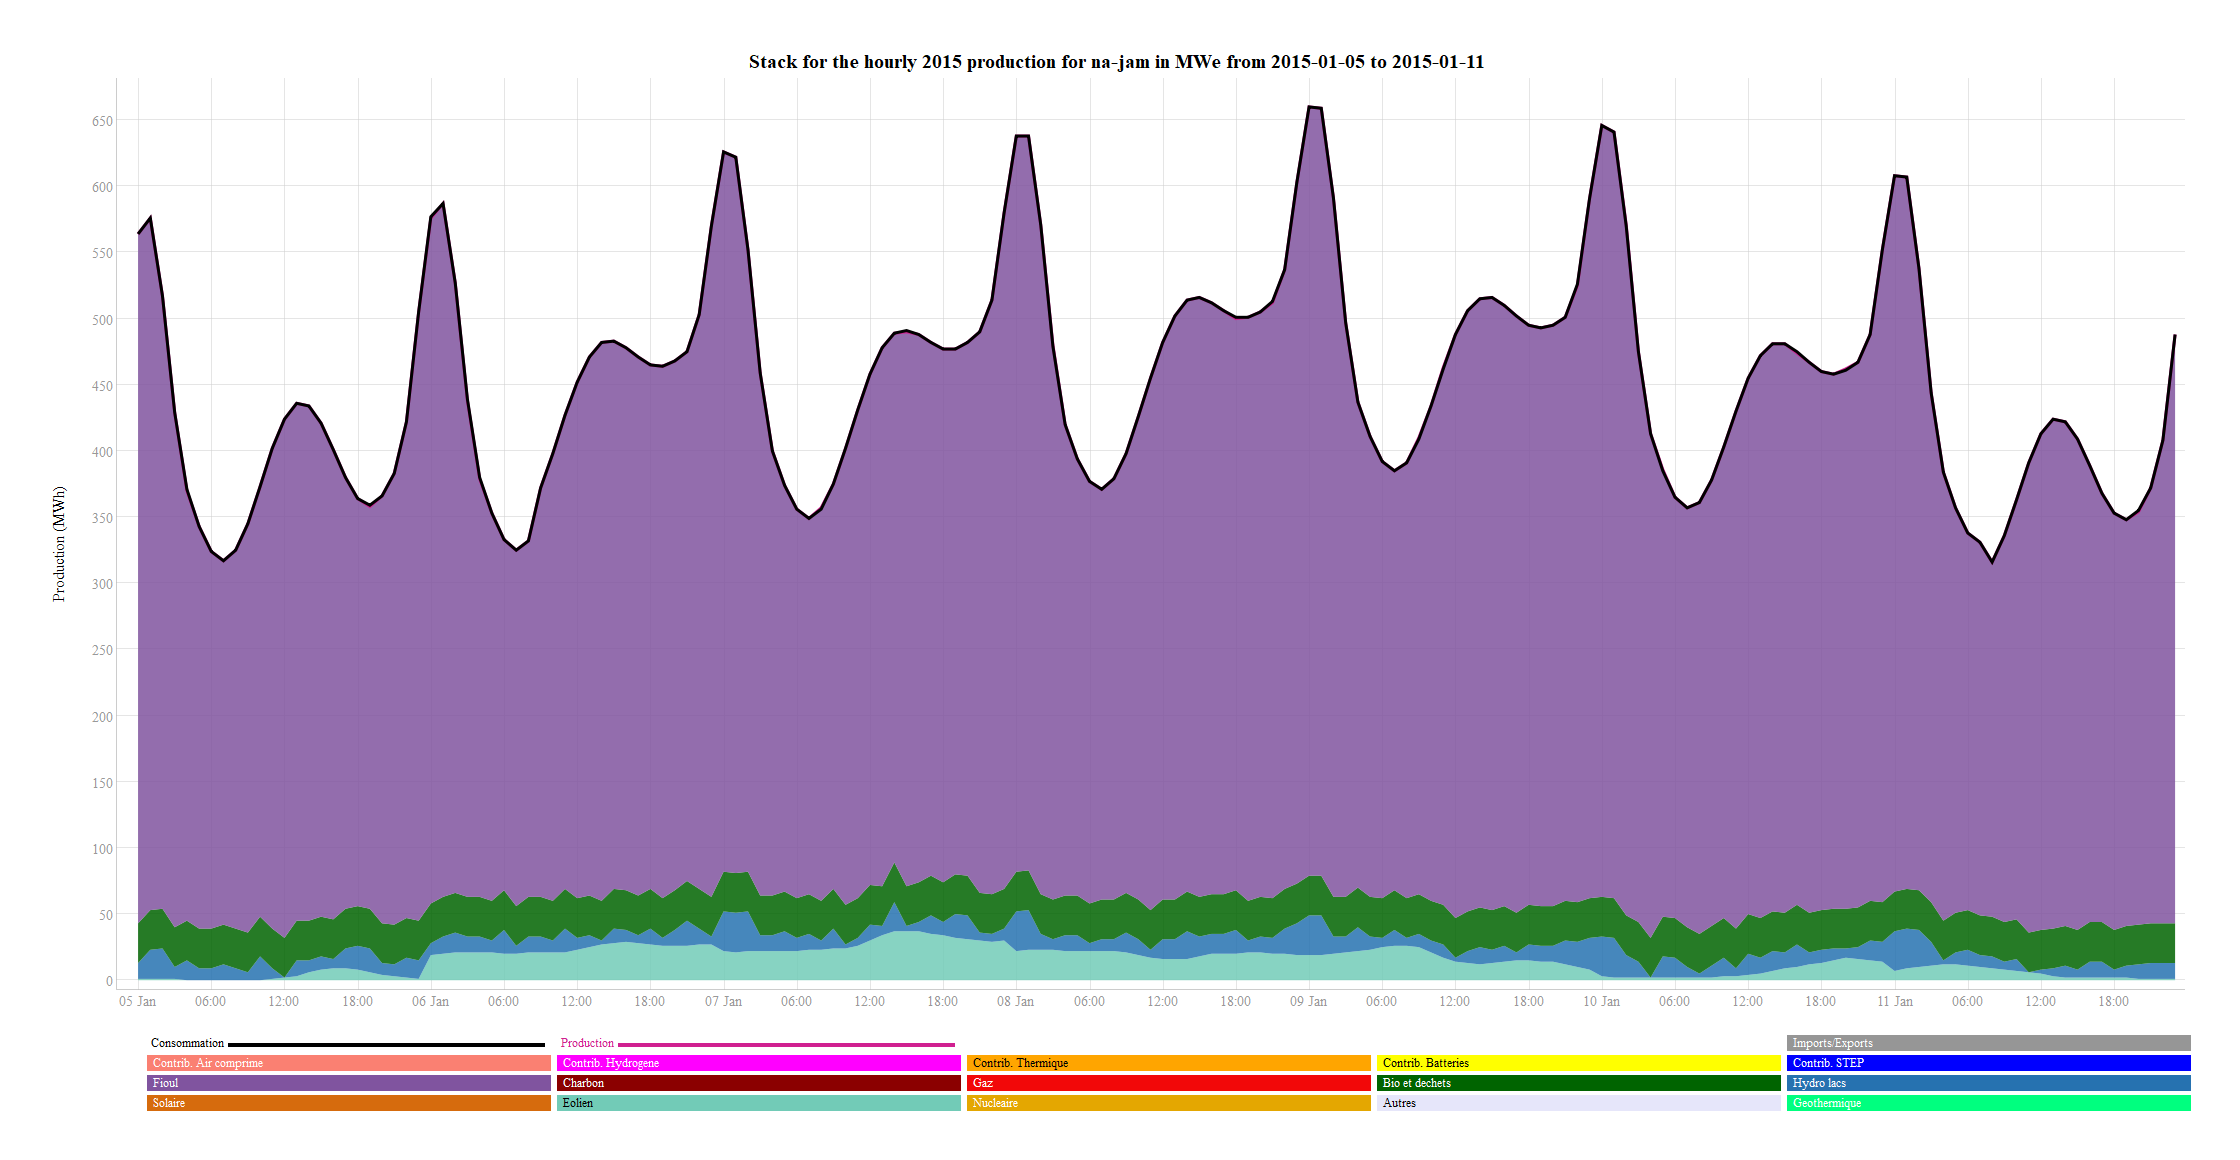 Stack for the hourly 2015 production for na-jam in MWe from 2015-01-05 to 2015-01-11
Production (MWh)
650
600
550
500
450
400
350
300
250
200
150
100
50
0
05 Jan 06:00 12:00 18:00 06 Jan 06:00 12:00 18:00 07 Jan 06:00 12:00 18:00 08 Jan 06:00 12:00 18:00 09 Jan 06:00 12:00 18:00 10 Jan 06:00 12:00 18:00 11 Jan 06:00 12:00 18:00
Consommation Production Imports/Exports
Contrib. Air comprime Contrib. Hydrogene Contrib. Thermique Contrib. Batteries Contrib. STEP
Fioul Charbon Gaz Bio et dechets Hydro lacs
Solaire Eolien Nucleaire Autres Geothermique